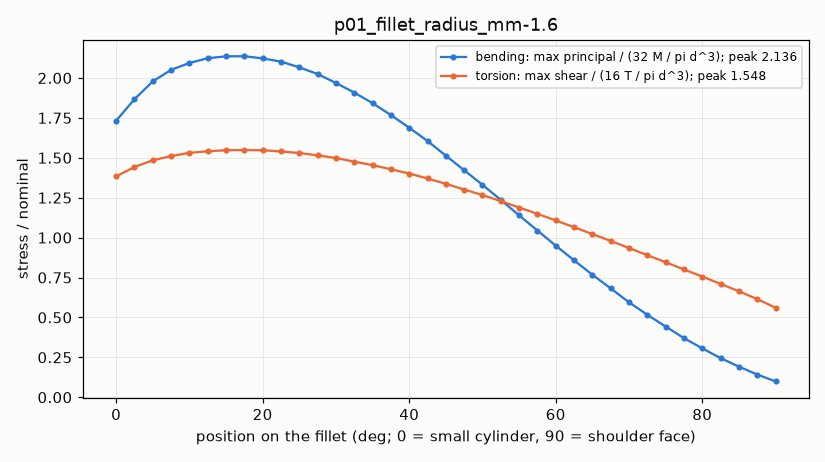 p01_fillet_radius_mm-1.6
bending: max principal / (32 M / pi d^3); peak 2.136
torsion: max shear / (16 T / pi d^3); peak 1.548
stress / nominal
2.00
1.75
1.50
1.25
1.00
0.75
0.50
0.25
0.00
0 20 40 60 80
position on the fillet (deg; 0 = small cylinder, 90 = shoulder face)